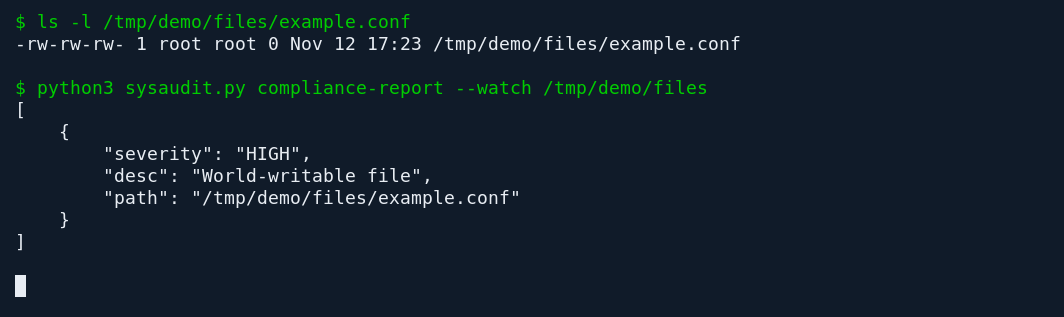 $ ls -l /tmp/demo/files/example.conf
-rw-rw-rw- 1 root root 0 Nov 12 17:23 /tmp/demo/files/example.conf
$ python3 sysaudit.py compliance-report --watch /tmp/demo/files
[
    {
        "severity": "HIGH",
        "desc": "World-writable file",
        "path": "/tmp/demo/files/example.conf"
    }
]